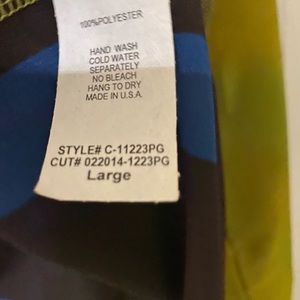 100%POLYESTER
HAND WASH
COLD WATER
SEPARATELY
NO BLEACH
HANG TO DRY
MADE IN U.S.A.
STYLE# C-11223PG
CUT# 022014-1223PG
Large